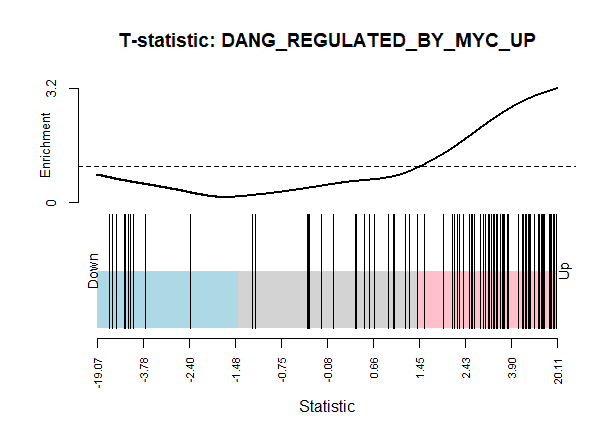 T-statistic: DANG_REGULATED_BY_MYC_UP
3.2
Enrichment
0
Down
Up
-19.07 -3.78 -2.40 -1.48 -0.75 -0.08 0.66 1.45 2.43 3.90 20.11
Statistic